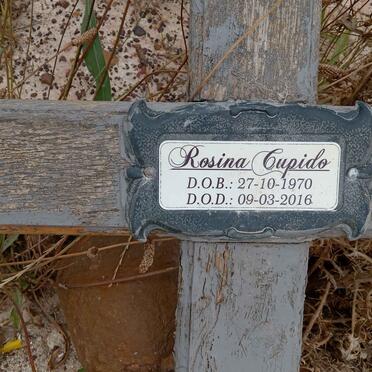 Rosina Cupido
D.O.B.: 27-10-1970
D.O.D.: 09-03-2016